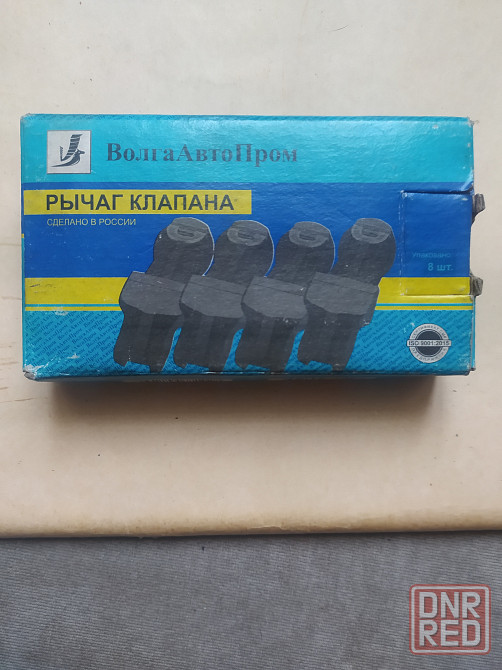 ВолгаАвтоПром
РЫЧАГ КЛАПАНА
СДЕЛАНО В РОССИИ
8 шт.
ISO 9001:2015
DNR
RED